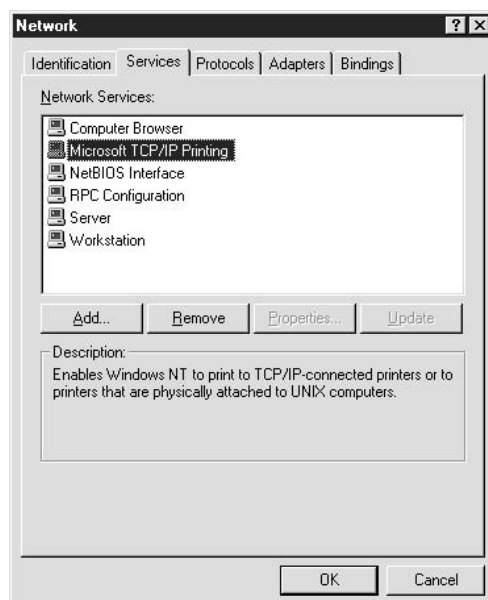 Network
Identification Services Protocols Adapters Bindings
Network Services:
Computer Browser
Microsoft TCP/IP Printing
NetBIOS Interface
RPC Configuration
Server
Workstation
Add... Remove Properties... Update
Description:
Enables Windows NT to print to TCP/IP-connected printers or to
printers that are physically attached to UNIX computers.
OK Cancel